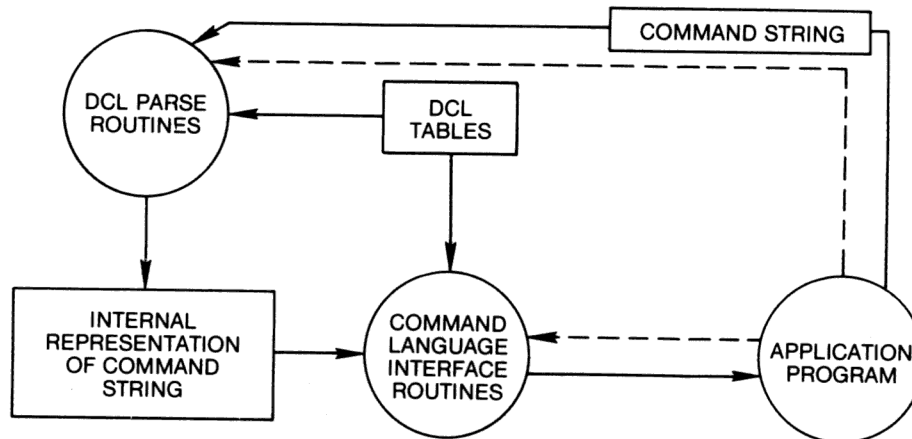 COMMAND STRING
DCL PARSE
ROUTINES
DCL
TABLES
INTERNAL
REPRESENTATION
OF COMMAND
STRING
COMMAND
LANGUAGE
INTERFACE
ROUTINES
APPLICATION
PROGRAM